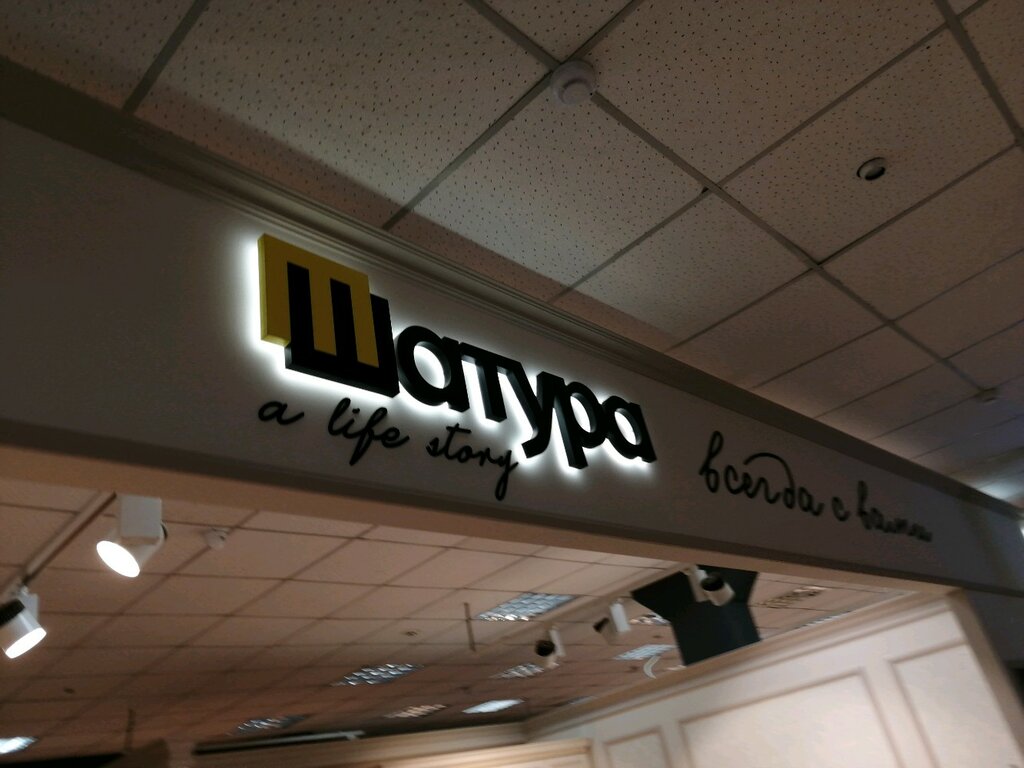 Шатура
a life story
всегда с вами